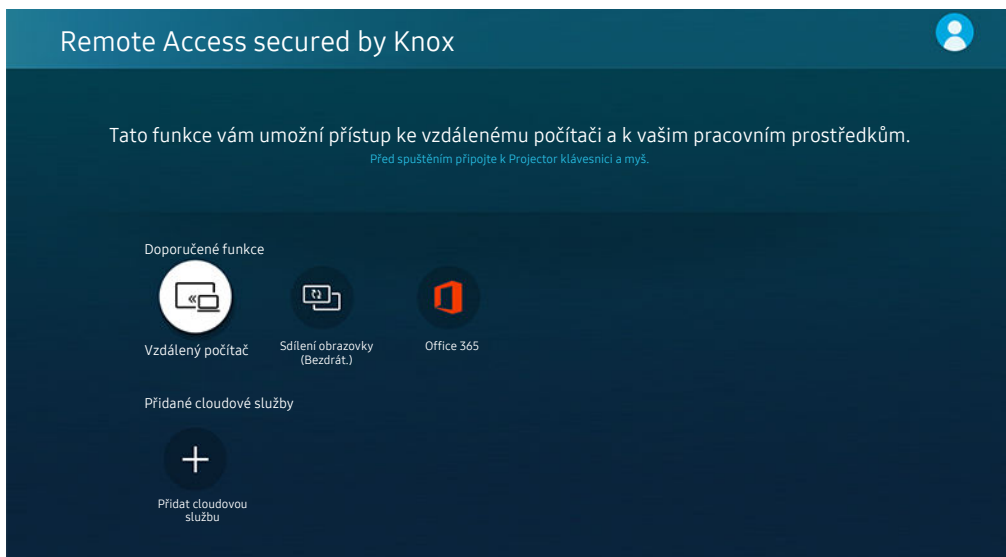 Remote Access secured by Knox
Tato funkce vám umožní přístup ke vzdálenému počítači a k vašim pracovním prostředkům.
Před spuštěním připojte k Projector klávesnici a myš.
Doporučené funkce
Vzdálený počítač
Sdílení obrazovky
(Bezdrát.)
Office 365
Přidané cloudové služby
Přidat cloudovou
službu